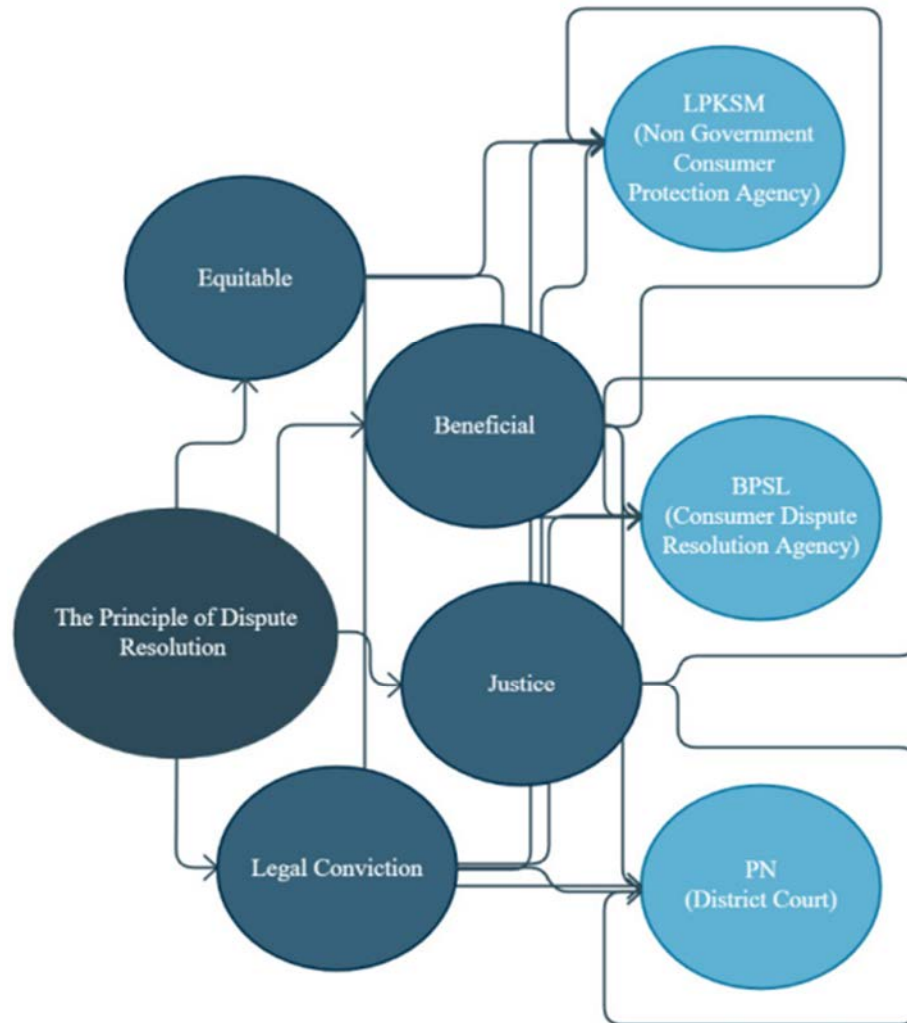 LPKSM
(Non Government
Consumer
Protection Agency)
Equitable
Beneficial
BPSL
(Consumer Dispute
Resolution Agency)
The Principle of Dispute
Resolution
Justice
Legal Conviction
PN
(District Court)